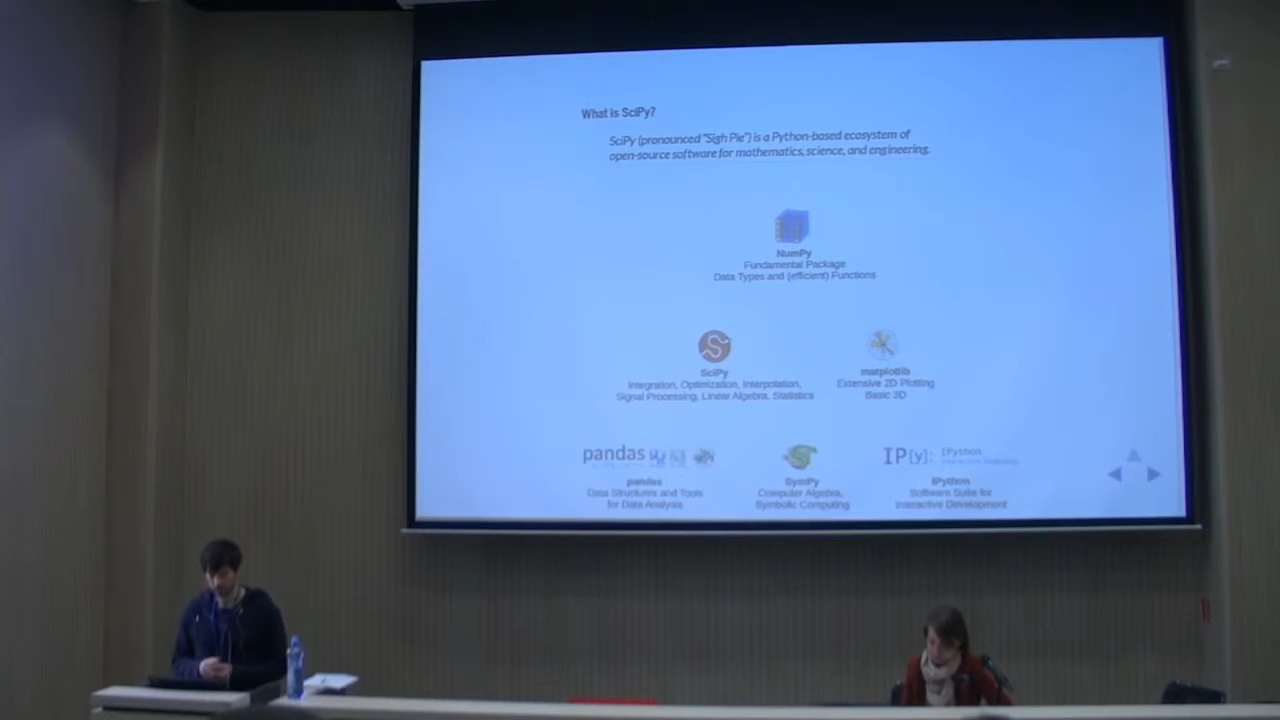 What is SciPy?
SciPy (pronounced "Sigh Pie") is a Python-based ecosystem of
open-source software for mathematics, science, and engineering.
NumPy
Fundamental Package
Data Types and (efficient) Functions
SciPy
Integration, Optimization, Interpolation,
Signal Processing, Linear Algebra, Statistics
matplotlib
Extensive 2D Plotting
Basic 3D
pandas
pandas
Data Structures and Tools
for Data Analysis
SymPy
Computer Algebra,
Symbolic Computing
IP[y]:
IPython
IPython
Software Suite for
Interactive Development